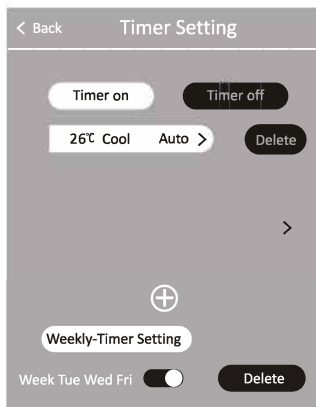 < Back Timer Setting
Timer on Timer off
26℃ Cool Auto > Delete
>
Weekly-Timer Setting
Week Tue Wed Fri Delete